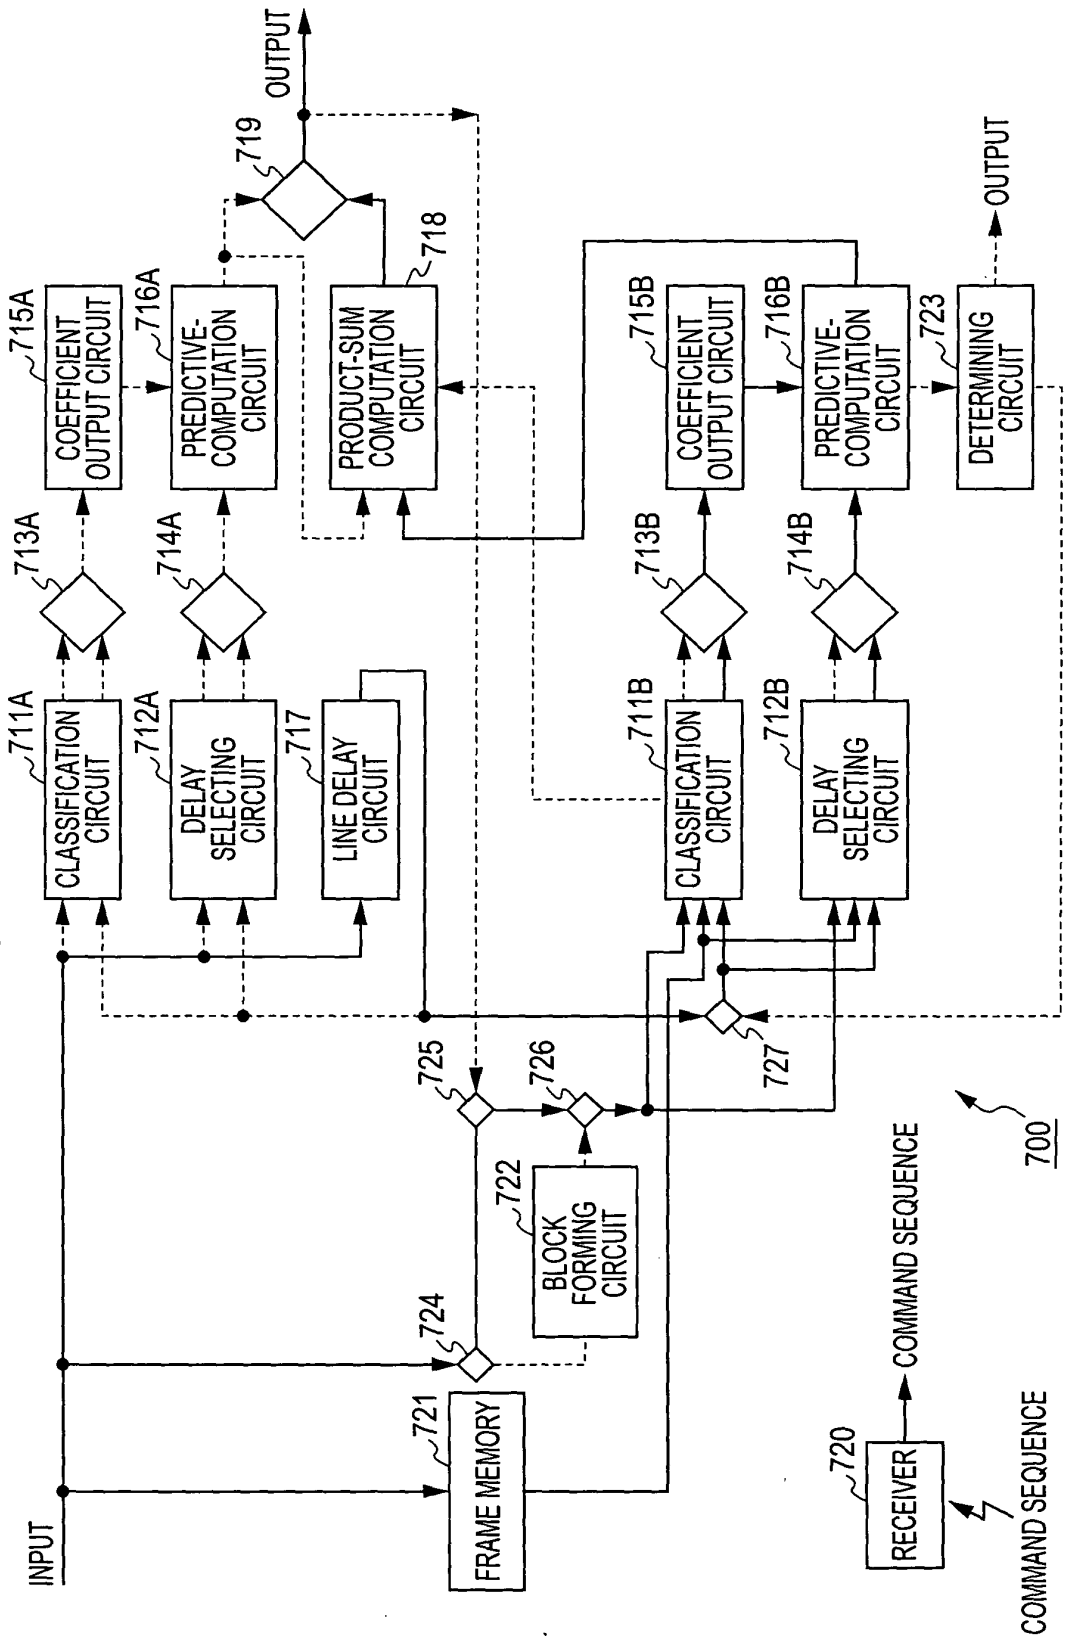 INPUT
711A
CLASSIFICATION
CIRCUIT
713A
715A
COEFFICIENT
OUTPUT CIRCUIT
712A
DELAY
SELECTING
CIRCUIT
714A
716A
PREDICTIVE-
COMPUTATION
CIRCUIT
719
OUTPUT
717
LINE DELAY
CIRCUIT
718
PRODUCT-SUM
COMPUTATION
CIRCUIT
721
FRAME MEMORY
724
725
722
BLOCK
FORMING
CIRCUIT
726
711B
CLASSIFICATION
CIRCUIT
713B
715B
COEFFICIENT
OUTPUT CIRCUIT
727
712B
DELAY
SELECTING
CIRCUIT
714B
716B
PREDICTIVE-
COMPUTATION
CIRCUIT
723
DETERMINING
CIRCUIT
OUTPUT
720
RECEIVER
COMMAND SEQUENCE
COMMAND SEQUENCE
700